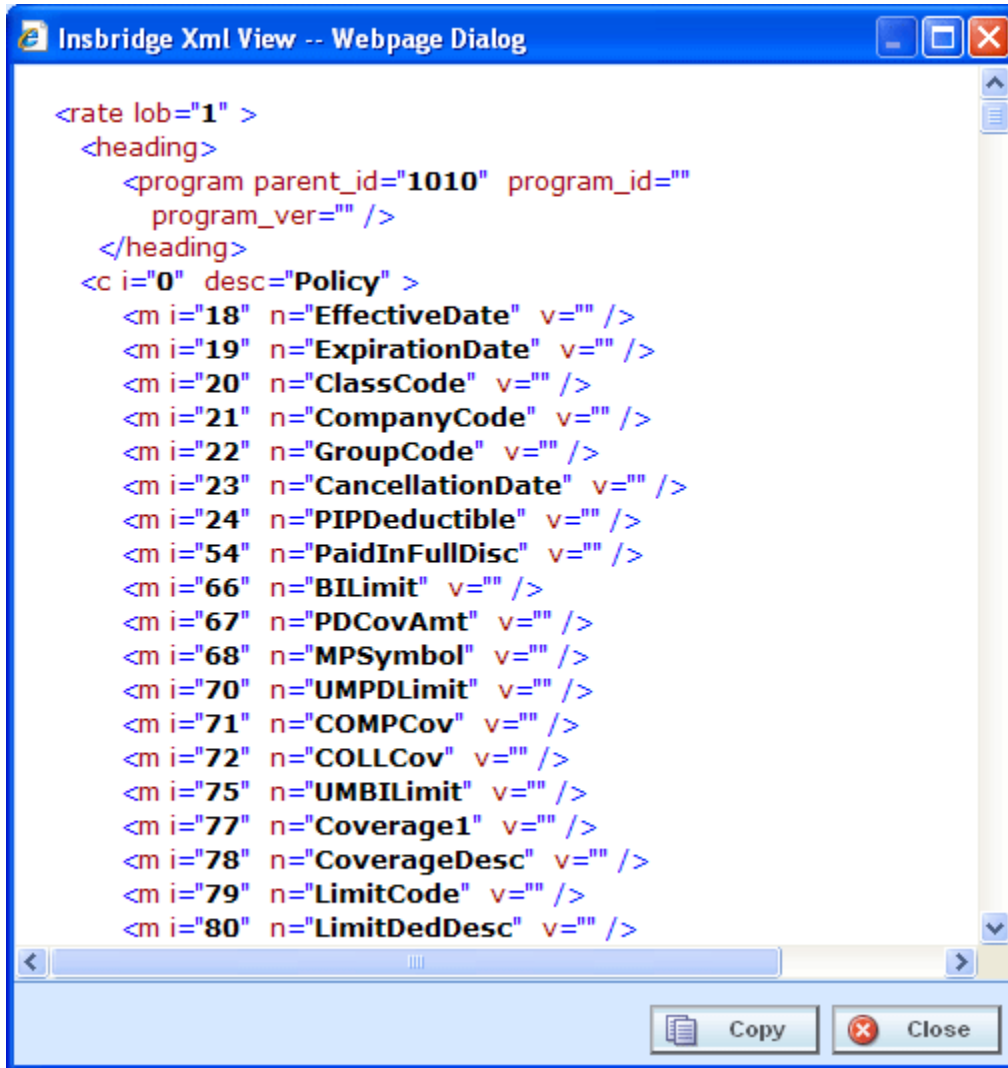 Insbridge Xml View -- Webpage Dialog
<rate lob="1" >
<heading>
<program parent_id="1010" program_id=""
program_ver="" />
</heading>
<c i="0" desc="Policy" >
<m i="18" n="EffectiveDate" v="" />
<m i="19" n="ExpirationDate" v="" />
<m i="20" n="ClassCode" v="" />
<m i="21" n="CompanyCode" v="" />
<m i="22" n="GroupCode" v="" />
<m i="23" n="CancellationDate" v="" />
<m i="24" n="PIPDeductible" v="" />
<m i="54" n="PaidInFullDisc" v="" />
<m i="66" n="BILimit" v="" />
<m i="67" n="PDCovAmt" v="" />
<m i="68" n="MPSymbol" v="" />
<m i="70" n="UMPDLimit" v="" />
<m i="71" n="COMPCov" v="" />
<m i="72" n="COLLCov" v="" />
<m i="75" n="UMBILimit" v="" />
<m i="77" n="Coverage1" v="" />
<m i="78" n="CoverageDesc" v="" />
<m i="79" n="LimitCode" v="" />
<m i="80" n="LimitDedDesc" v="" />
Copy Close